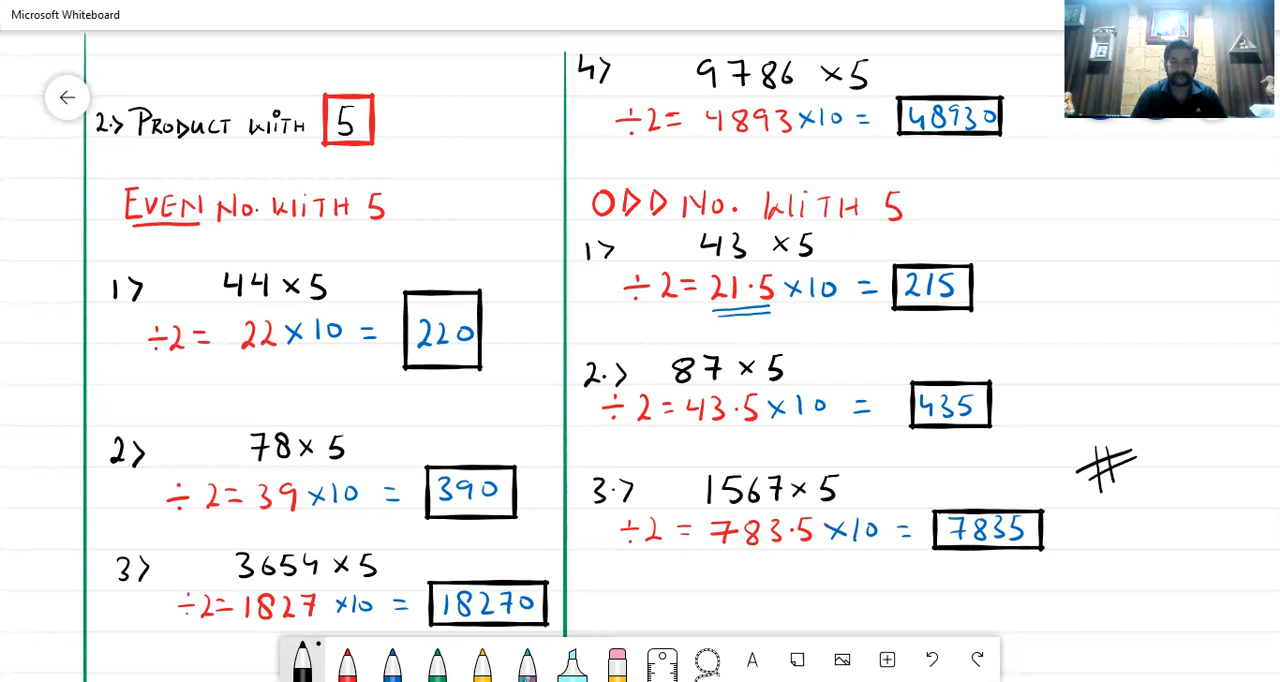 Microsoft Whiteboard
2.> PRODUCT WITH 5
EVEN NO. WITH 5
1> 44 × 5
÷2 = 22 × 10 = 220
2> 78 × 5
÷ 2 = 39 × 10 = 390
3> 3654 × 5
÷2 = 1827 × 10 = 18270
4> 9786 × 5
÷2 = 4893 × 10 = 48930
ODD NO. WITH 5
1> 43 × 5
÷ 2 = 21.5 × 10 = 215
2.> 87 × 5
÷ 2 = 43.5 × 10 = 435
3.> 1567 × 5
÷2 = 783.5 × 10 = 7835
#
A